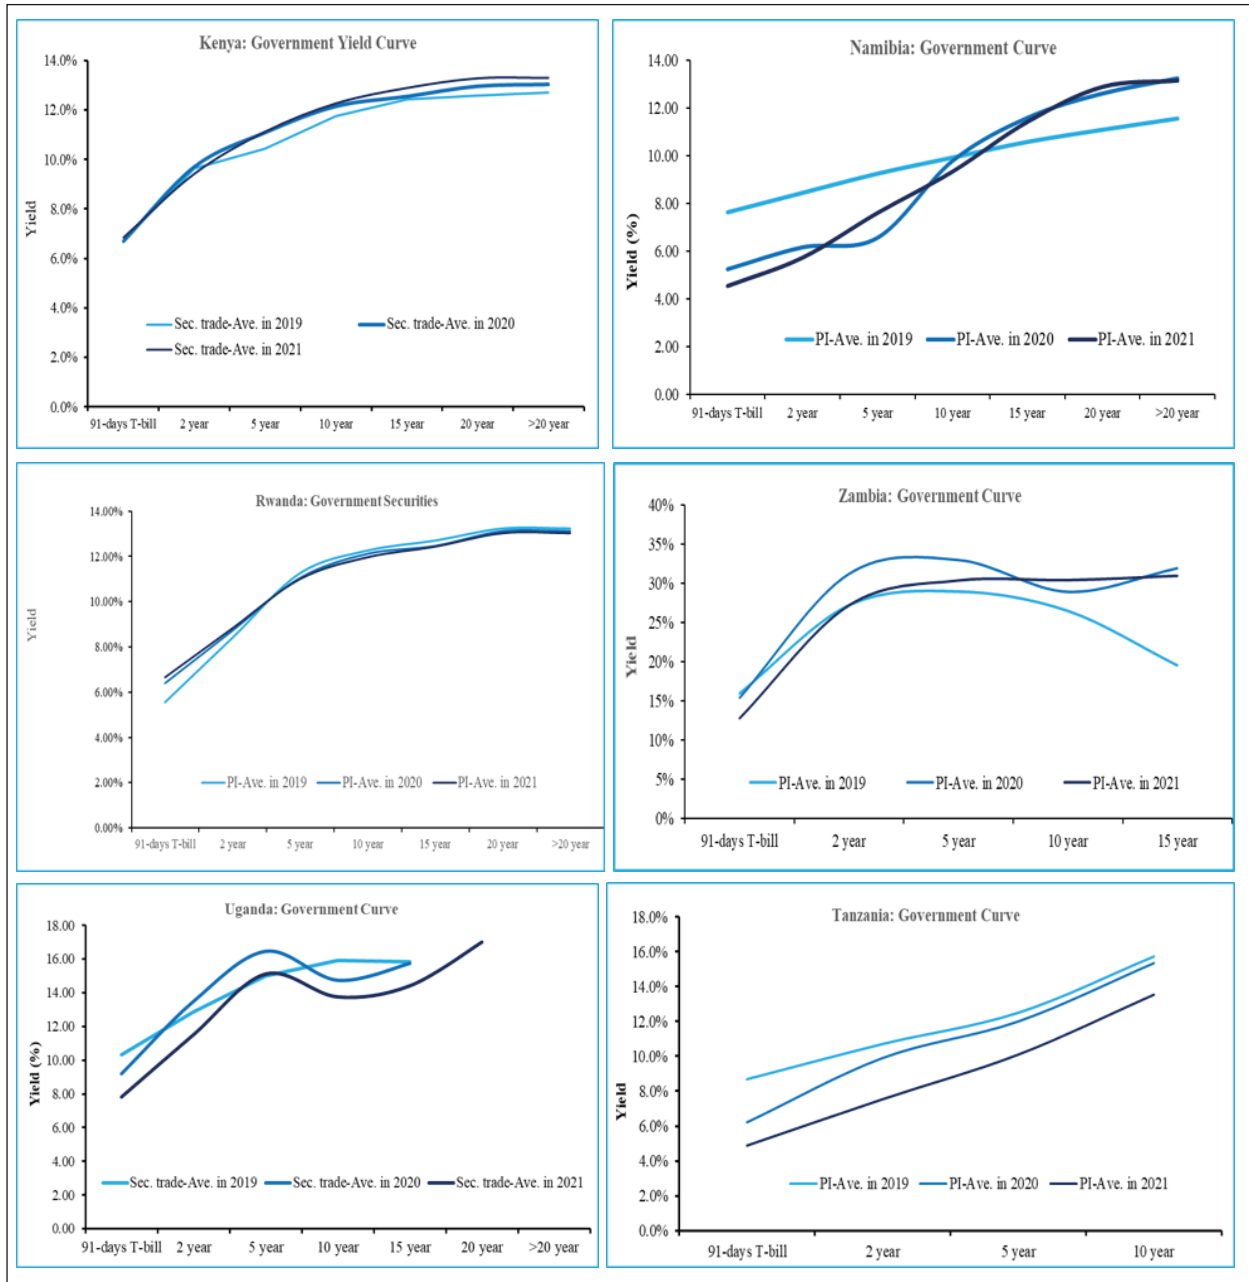 Kenya: Government Yield Curve
14.0%
12.0%
10.0%
8.0%
6.0%
4.0%
2.0%
0.0%
Yield
Sec. trade-Ave. in 2019
Sec. trade-Ave. in 2020
Sec. trade-Ave. in 2021
91-days T-bill 2 year 5 year 10 year 15 year 20 year >20 year
Namibia: Government Curve
14.00
12.00
10.00
8.00
6.00
4.00
2.00
0.00
Yield (%)
PI-Ave. in 2019 PI-Ave. in 2020 PI-Ave. in 2021
91-days T-bill 2 year 5 year 10 year 15 year 20 year >20 year
Rwanda: Government Securities
14.00%
12.00%
10.00%
8.00%
6.00%
4.00%
2.00%
0.00%
Yield
PI-Ave. in 2019 PI-Ave. in 2020 PI-Ave. in 2021
91-days T-bill 2 year 5 year 10 year 15 year 20 year >20 year
Zambia: Government Curve
40%
35%
30%
25%
20%
15%
10%
5%
0%
Yield
PI-Ave. in 2019 PI-Ave. in 2020 PI-Ave. in 2021
91-days T-bill 2 year 5 year 10 year 15 year
Uganda: Government Curve
18.00
16.00
14.00
12.00
10.00
8.00
6.00
4.00
2.00
0.00
Yield (%)
Sec. trade-Ave. in 2019 Sec. trade-Ave. in 2020 Sec. trade-Ave. in 2021
91-days T-bill 2 year 5 year 10 year 15 year 20 year >20 year
Tanzania: Government Curve
18.0%
16.0%
14.0%
12.0%
10.0%
8.0%
6.0%
4.0%
2.0%
0.0%
Yield
PI-Ave. in 2019 PI-Ave. in 2020 PI-Ave. in 2021
91-days T-bill 2 year 5 year 10 year